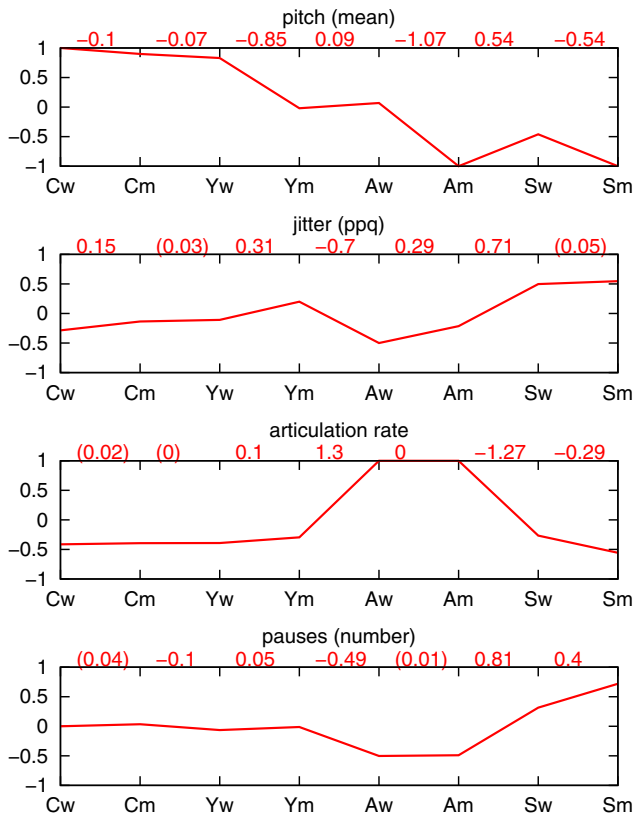 pitch (mean)
−0.1 −0.07 −0.85 0.09 −1.07 0.54 −0.54
1
0.5
0
−0.5
−1
Cw Cm Yw Ym Aw Am Sw Sm
jitter (ppq)
0.15 (0.03) 0.31 −0.7 0.29 0.71 (0.05)
1
0.5
0
−0.5
−1
Cw Cm Yw Ym Aw Am Sw Sm
articulation rate
(0.02) (0) 0.1 1.3 0 −1.27 −0.29
1
0.5
0
−0.5
−1
Cw Cm Yw Ym Aw Am Sw Sm
pauses (number)
(0.04) −0.1 0.05 −0.49 (0.01) 0.81 0.4
1
0.5
0
−0.5
−1
Cw Cm Yw Ym Aw Am Sw Sm